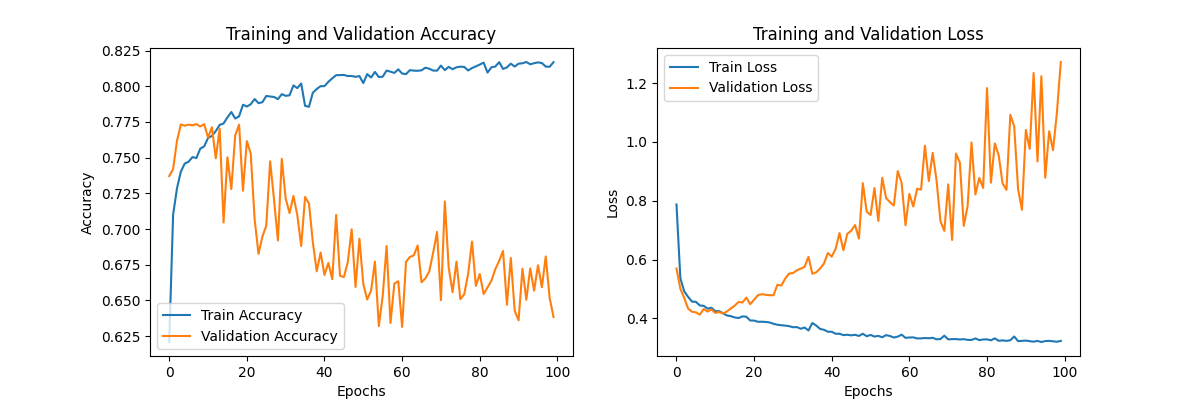 Training and Validation Accuracy
Accuracy
0.825
0.800
0.775
0.750
0.725
0.700
0.675
0.650
0.625
Train Accuracy
Validation Accuracy
0 20 40 60 80 100
Epochs
Training and Validation Loss
Loss
Train Loss
Validation Loss
1.2
1.0
0.8
0.6
0.4
0 20 40 60 80 100
Epochs